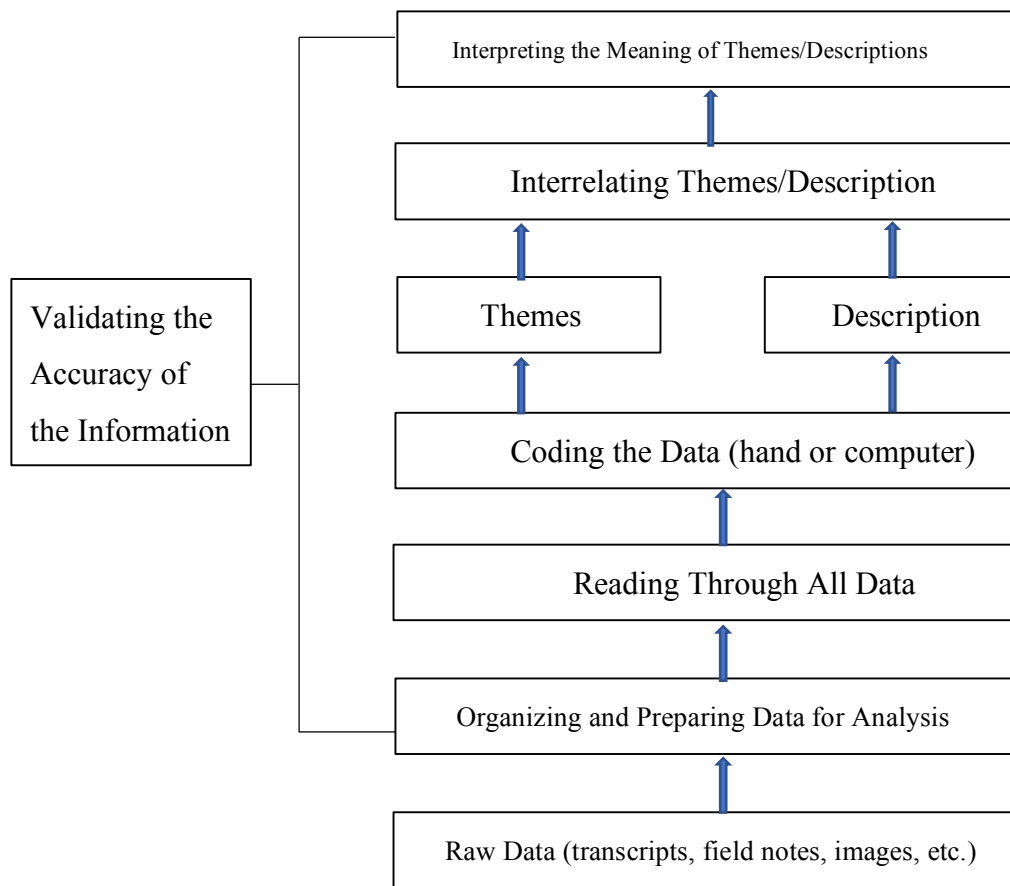 Interpreting the Meaning of Themes/Descriptions
Interrelating Themes/Description
Themes
Description
Validating the
Accuracy of
the Information
Coding the Data (hand or computer)
Reading Through All Data
Organizing and Preparing Data for Analysis
Raw Data (transcripts, field notes, images, etc.)